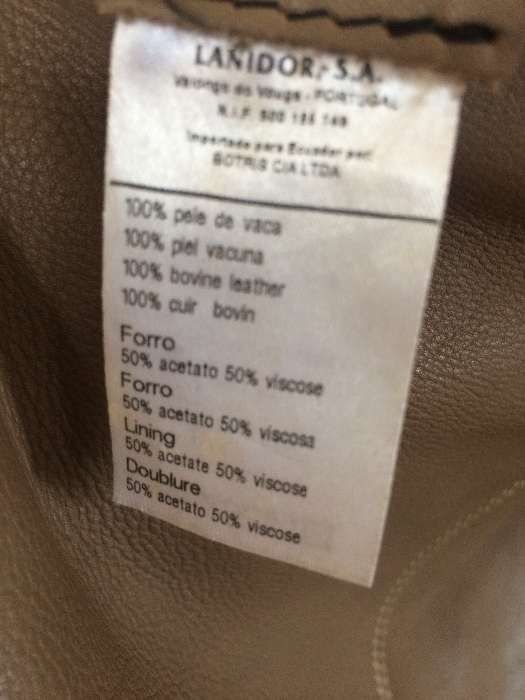 LANIDOR,-S.A.
Valongo do Vouga - PORTUGAL
Importado para Ecuador por:
BOTRIS CIA LTDA
100% pele de vaca
100% piel vacuna
100% bovine leather
100% cuir bovin
Forro
50% acetato 50% viscose
Forro
50% acetato 50% viscosa
Lining
50% acetate 50% viscose
Doublure
50% acetato 50% viscose